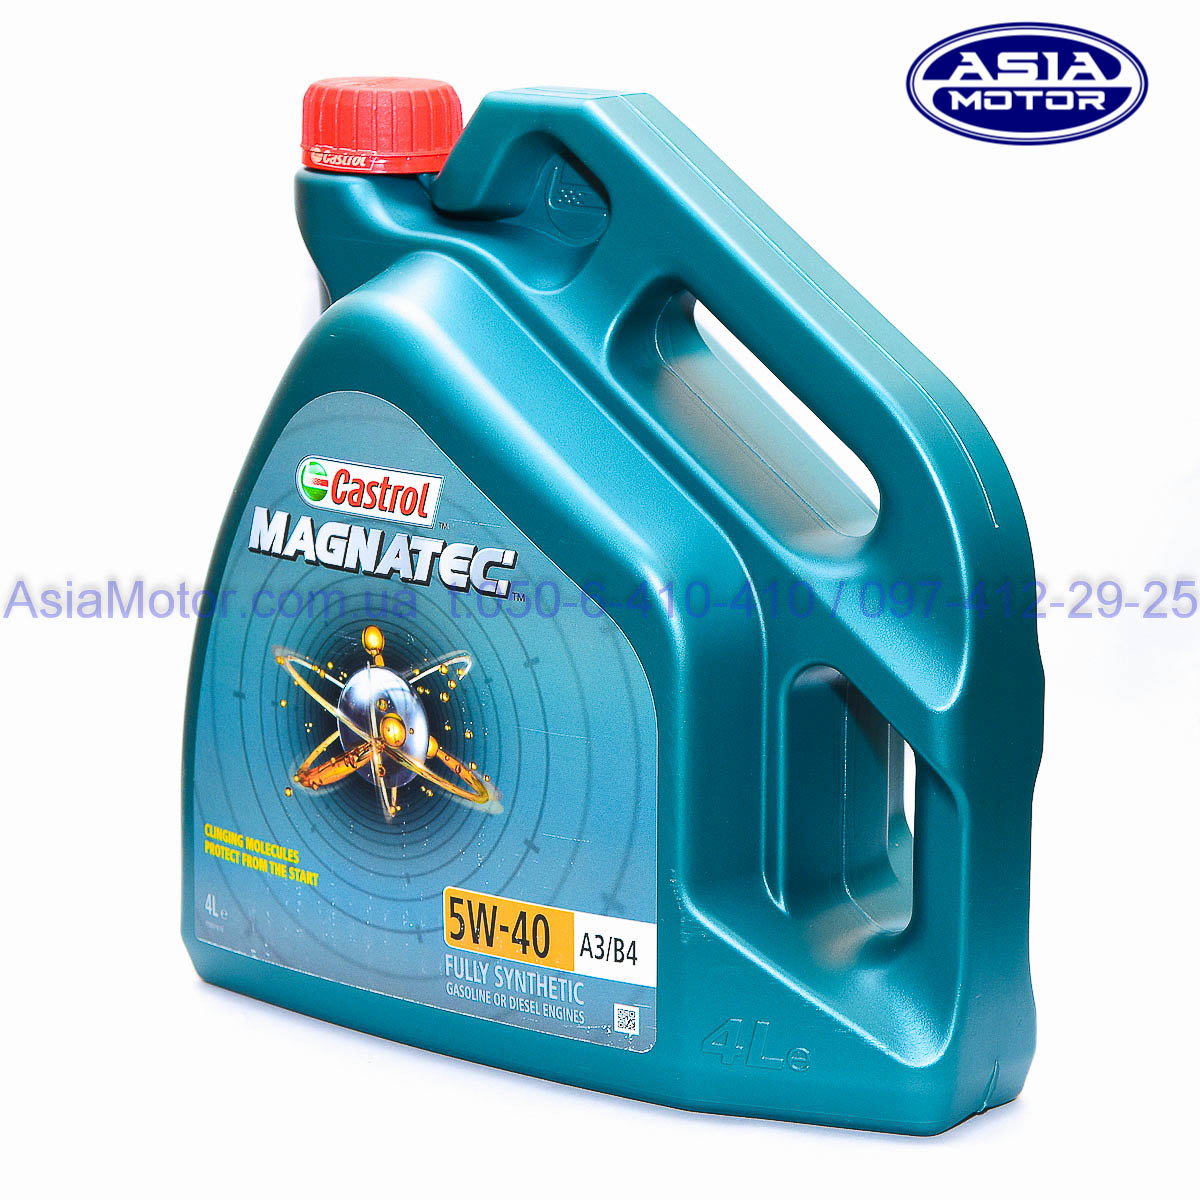 ASIA
MOTOR
Castrol
Castrol
MAGNATEC
AsiaMotor.com.ua t.050-6-410-410 / 097-412-29-25
CLINGING MOLECULES
PROTECT FROM THE START
4L e
5W-40 A3/B4
FULLY SYNTHETIC
GASOLINE OR DIESEL ENGINES
4L e